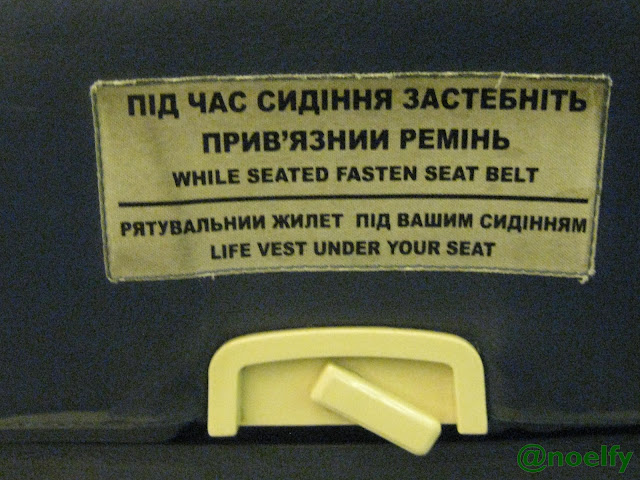 ПІД ЧАС СИДІННЯ ЗАСТЕБНІТЬ
ПРИВ'ЯЗНИИ РЕМІНЬ
WHILE SEATED FASTEN SEAT BELT
РЯТУВАЛЬНИИ ЖИЛЕТ ПІД ВАШИМ СИДІННЯМ
LIFE VEST UNDER YOUR SEAT
@noelfy